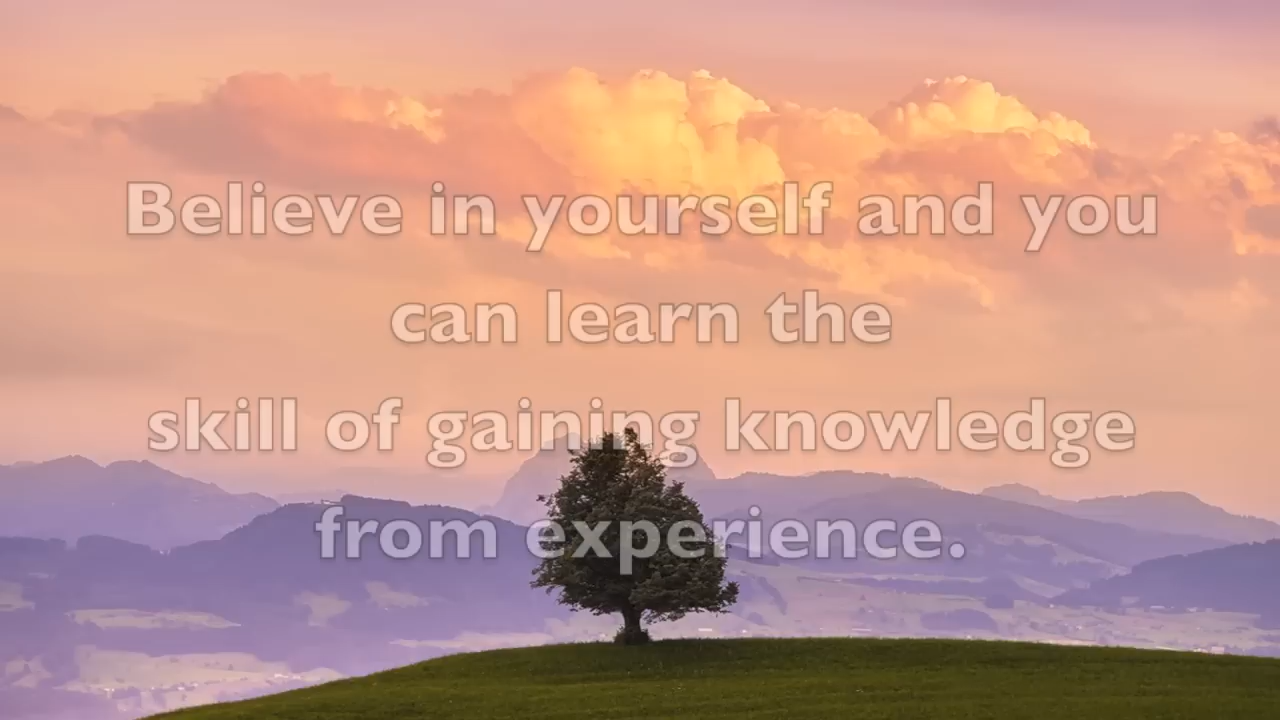 Believe in yourself and you
can learn the
skill of gaining knowledge
from experience.